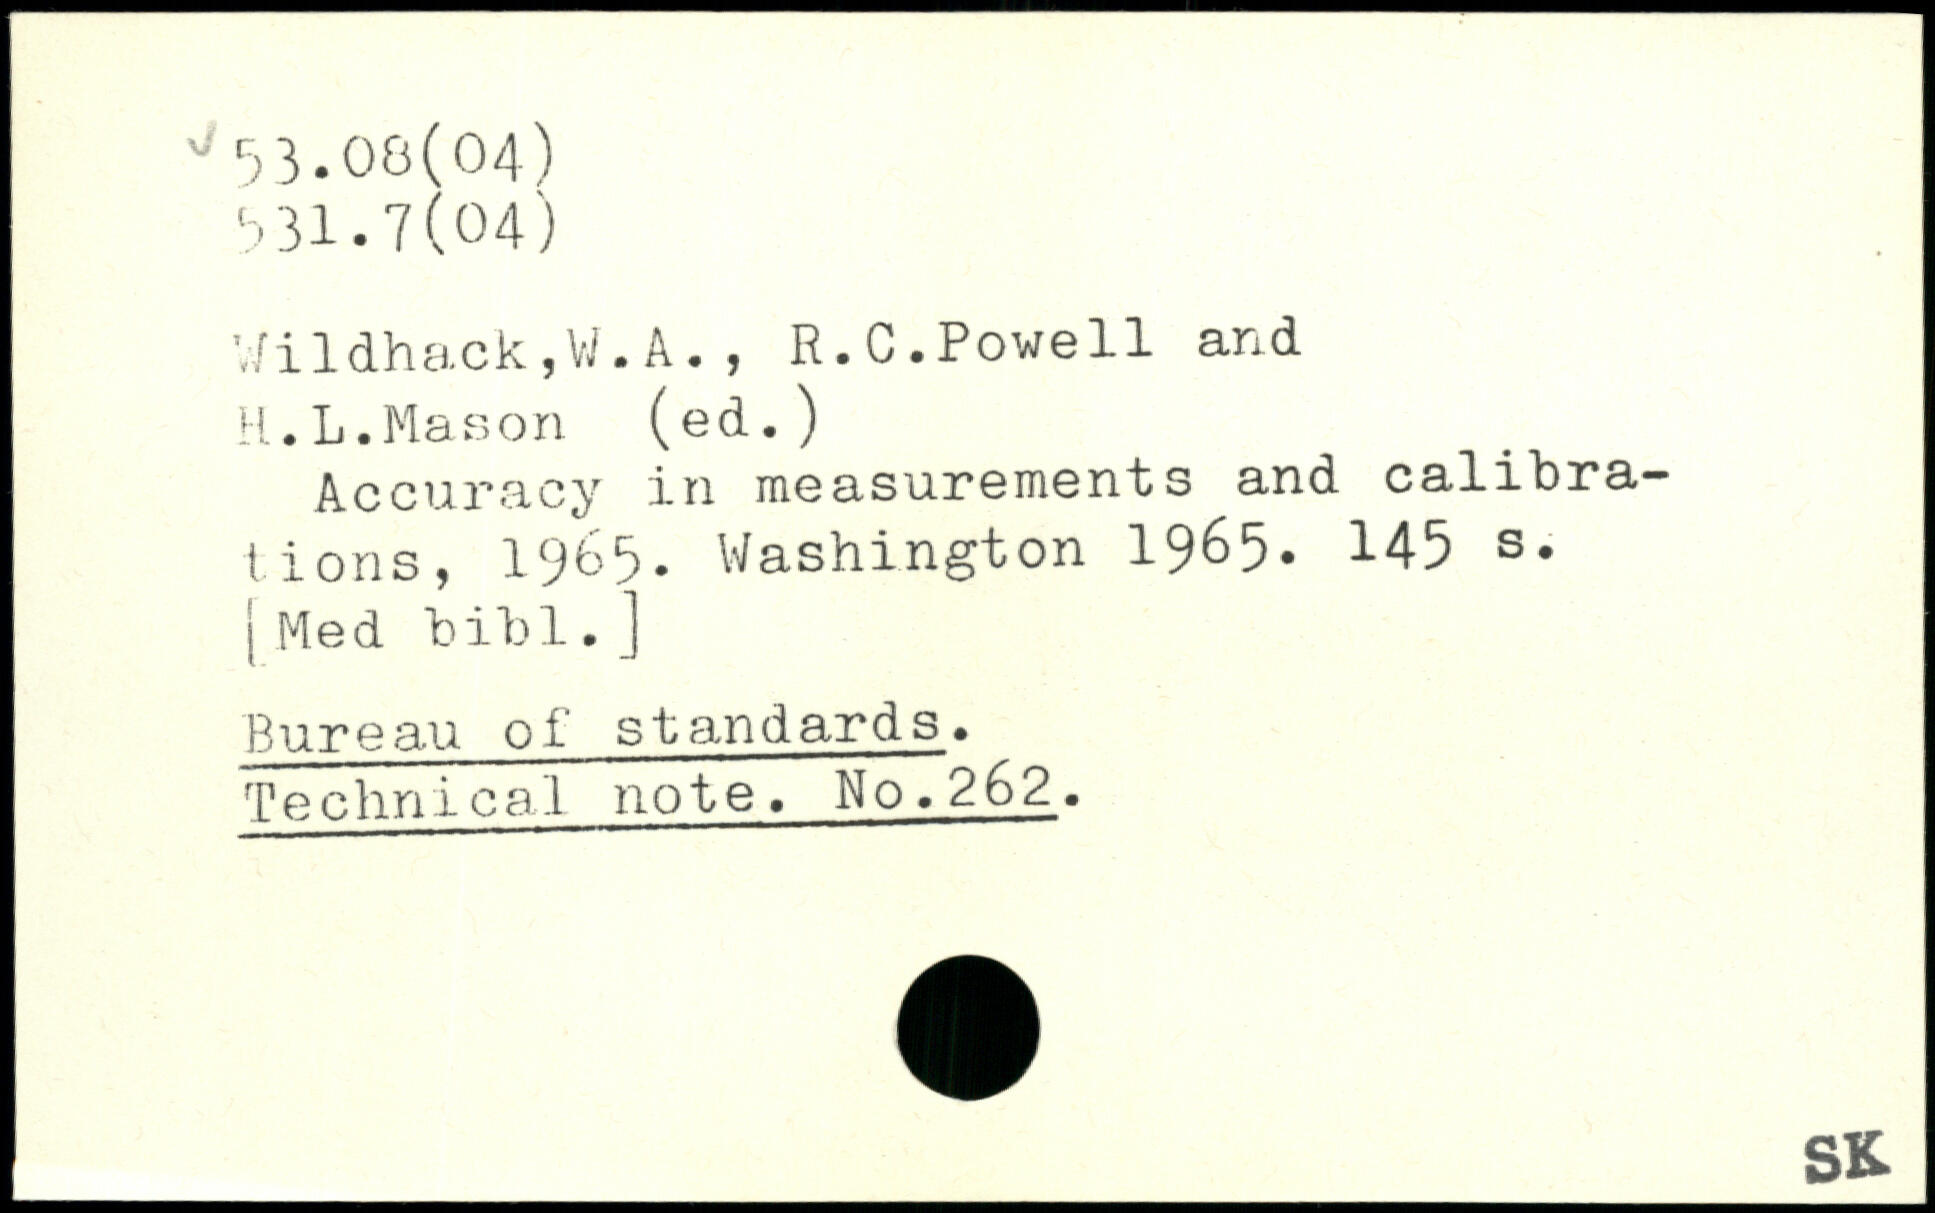 53.08(04)
531.7(04)
Wildhack,W.A., R.C.Powell and
H.L.Mason (ed.)
Accuracy in measurements and calibra-
tions, 1965. Washington 1965. 145 s.
[Med bibl.]
Bureau of standards.
Technical note. No.262.
SK